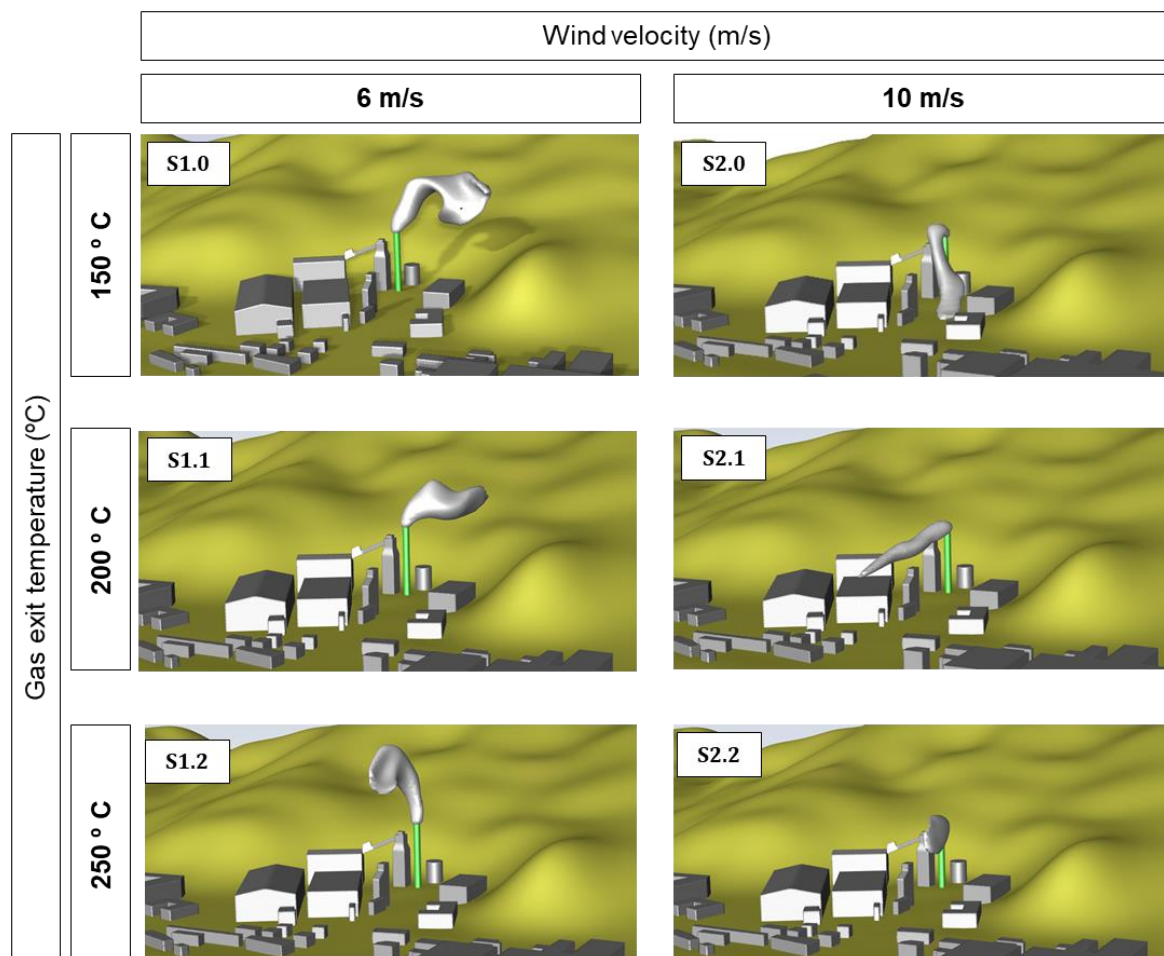 Wind velocity (m/s)
6 m/s
10 m/s
Gas exit temperature (ºC)
150 º C
S1.0
S2.0
200 º C
S1.1
S2.1
250 º C
S1.2
S2.2